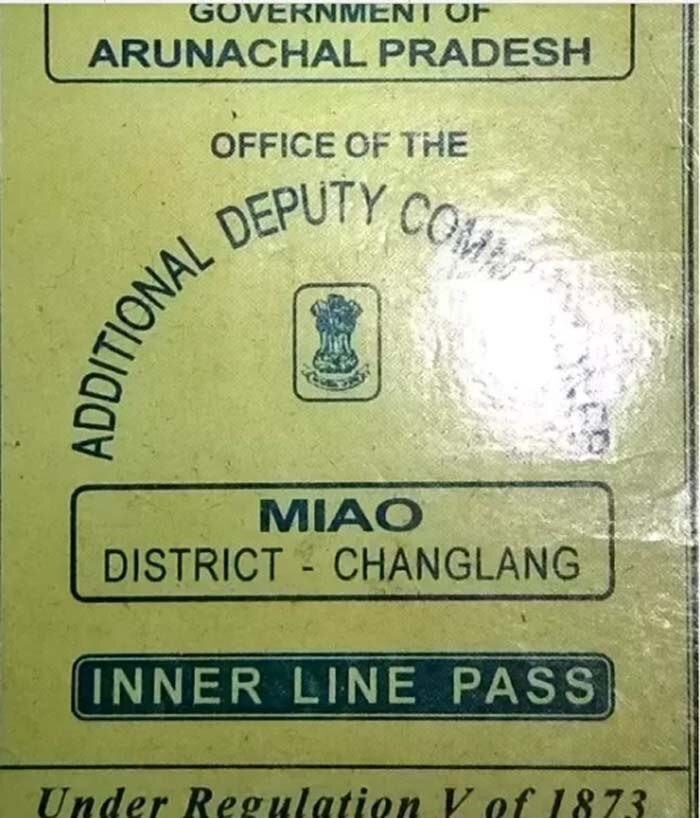 GOVERNMENT OF
ARUNACHAL PRADESH
OFFICE OF THE
ADDITIONAL DEPUTY
MIAO
DISTRICT - CHANGLANG
INNER LINE PASS
Under Regulation V of 1873